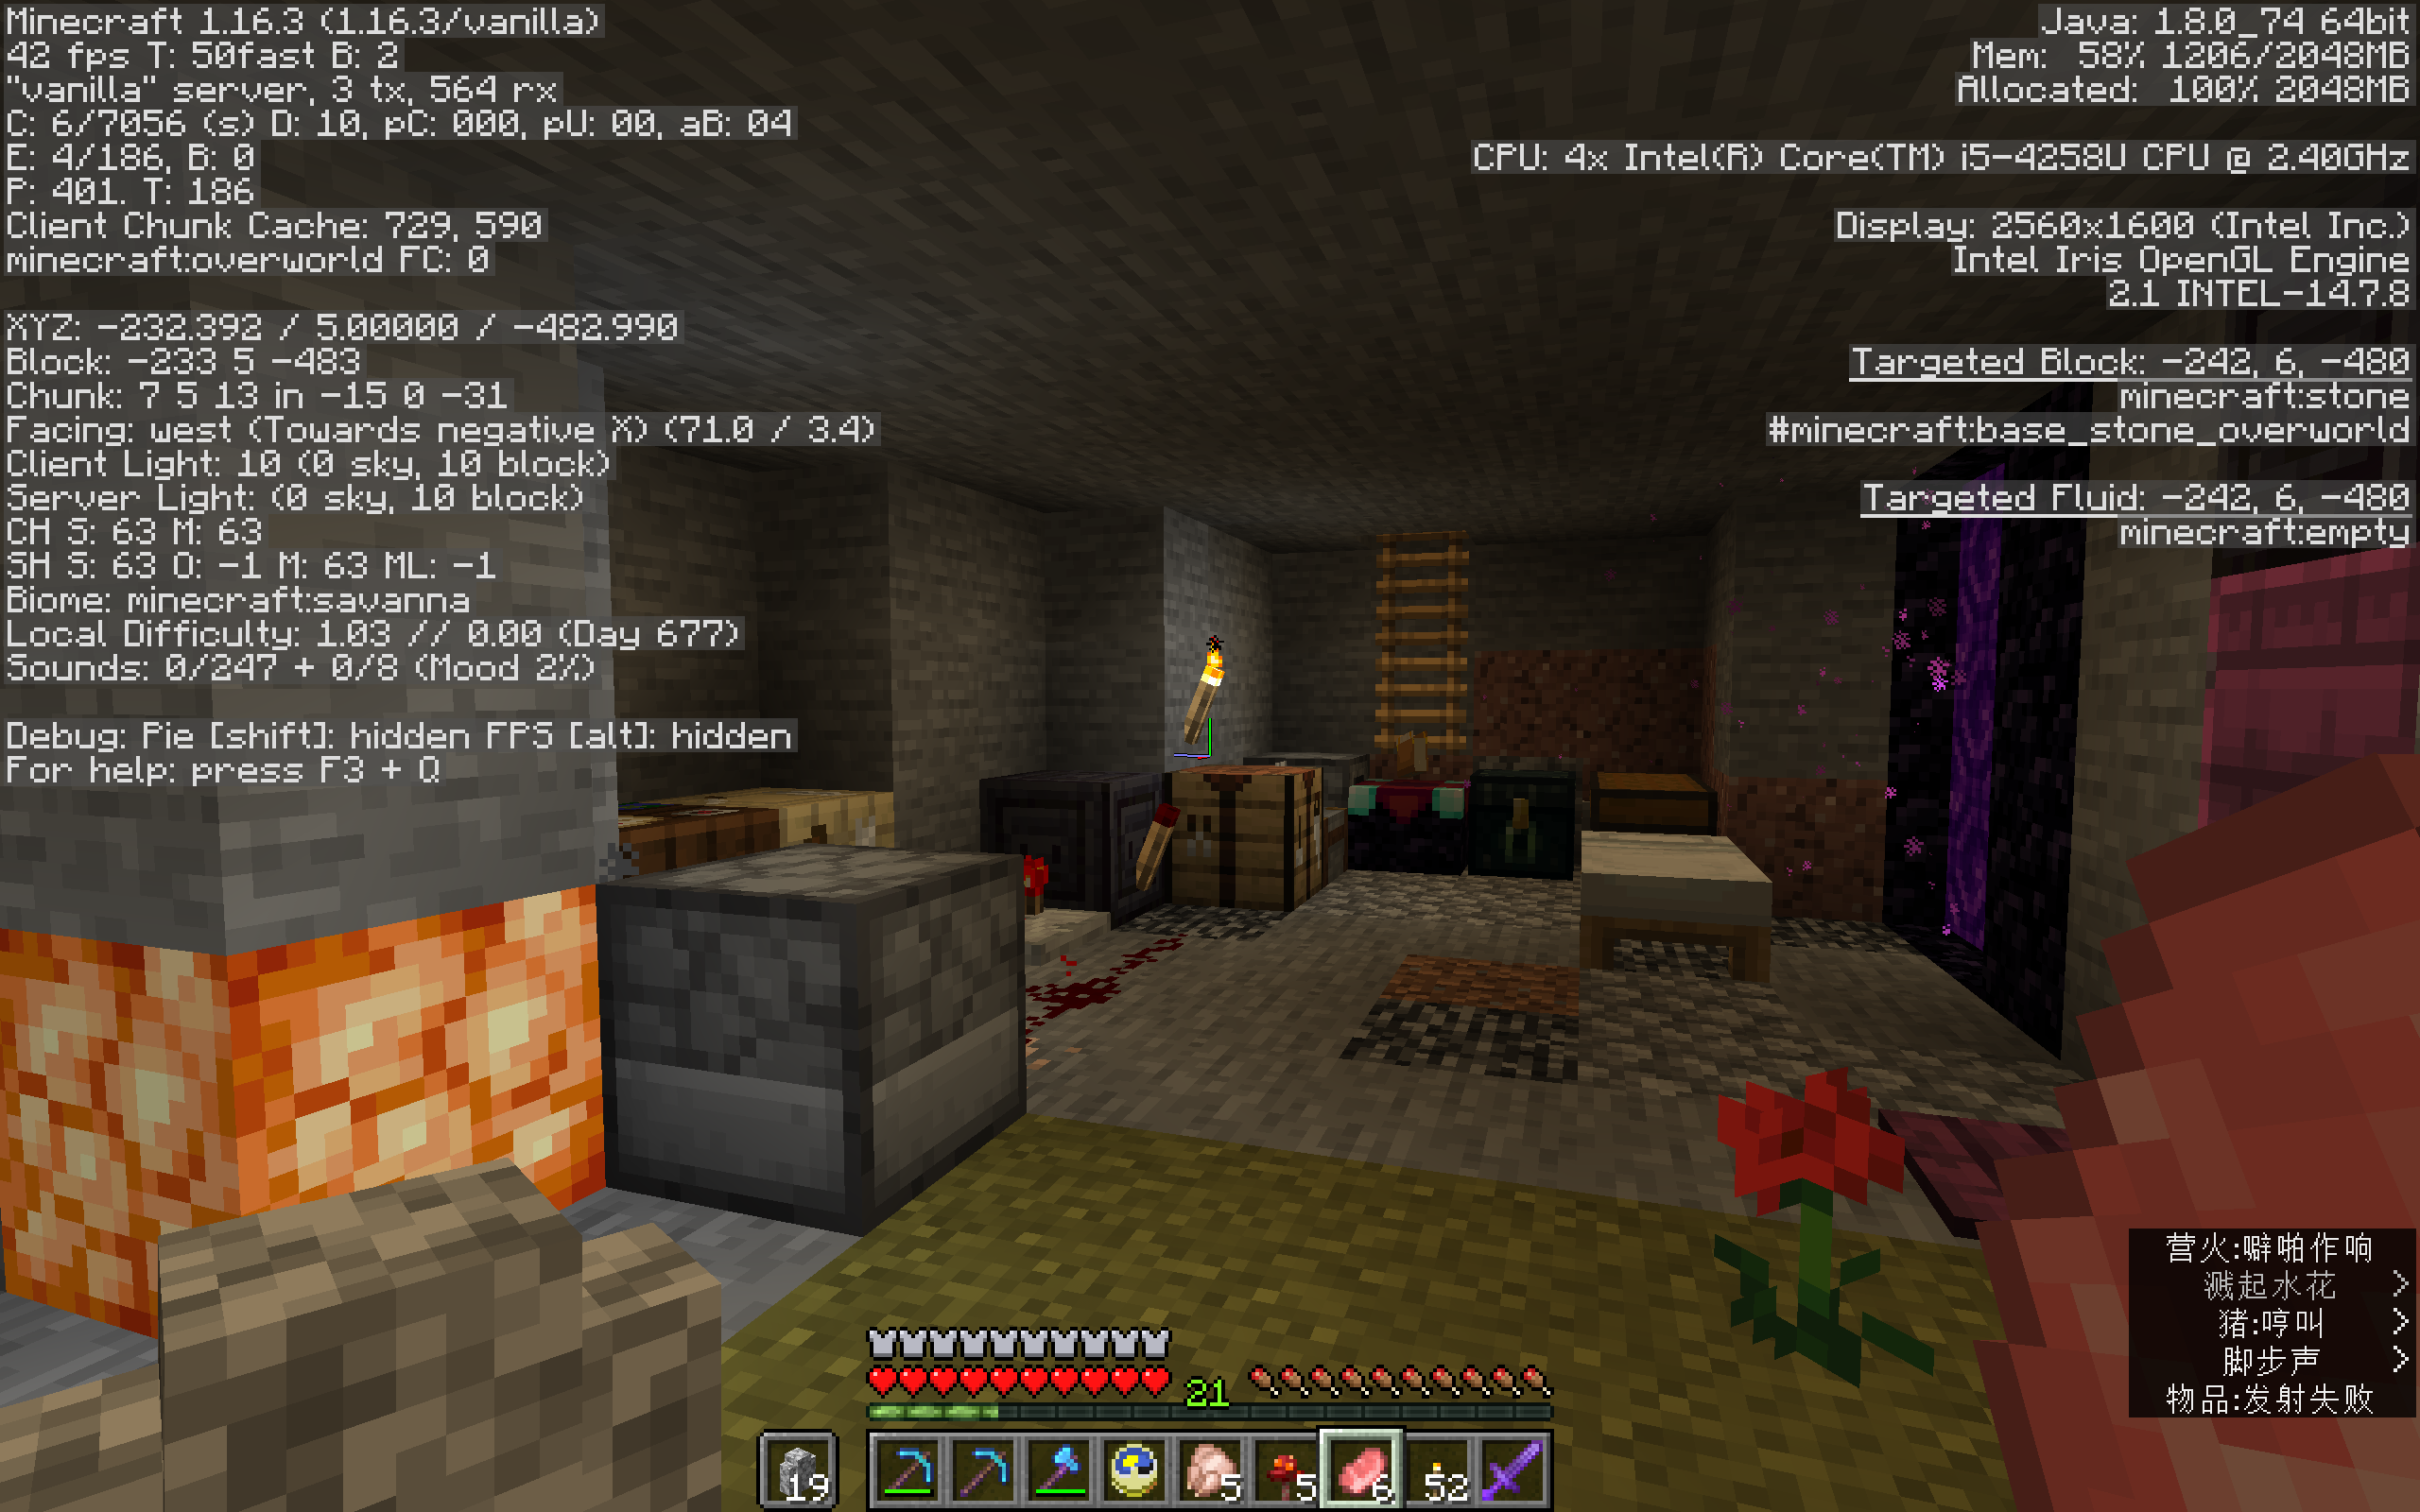 Minecraft 1.16.3 (1.16.3/vanilla)
42 fps T: 50fast B: 2
"vanilla" server, 3 tx, 564 rx
C: 6/7056 (s) D: 10, pC: 000, pU: 00, aB: 04
E: 4/186, B: 0
P: 401. T: 186
Client Chunk Cache: 729, 590
minecraft:overworld FC: 0
XYZ: -232.392 / 5.00000 / -482.990
Block: -233 5 -483
Chunk: 7 5 13 in -15 0 -31
Facing: west (Towards negative X) (71.0 / 3.4)
Client Light: 10 (0 sky, 10 block)
Server Light: (0 sky, 10 block)
CH S: 63 M: 63
SH S: 63 O: -1 M: 63 ML: -1
Biome: minecraft:savanna
Local Difficulty: 1.03 // 0.00 (Day 677)
Sounds: 0/247 + 0/8 (Mood 2%)
Debug: Pie [shift]: hidden FPS [alt]: hidden
For help: press F3 + Q
Java: 1.8.0_74 64bit
Mem: 58% 1206/2048MB
Allocated: 100% 2048MB
CPU: 4x Intel(R) Core(TM) i5-4258U CPU @ 2.40GHz
Display: 2560x1600 (Intel Inc.)
Intel Iris OpenGL Engine
2.1 INTEL-14.7.8
Targeted Block: -242, 6, -480
minecraft:stone
#minecraft:base_stone_overworld
Targeted Fluid: -242, 6, -480
minecraft:empty
营火:噼啪作响
溅起水花 >
猪:哼叫 >
脚步声 >
物品:发射失败
21
19 5 5 6 52